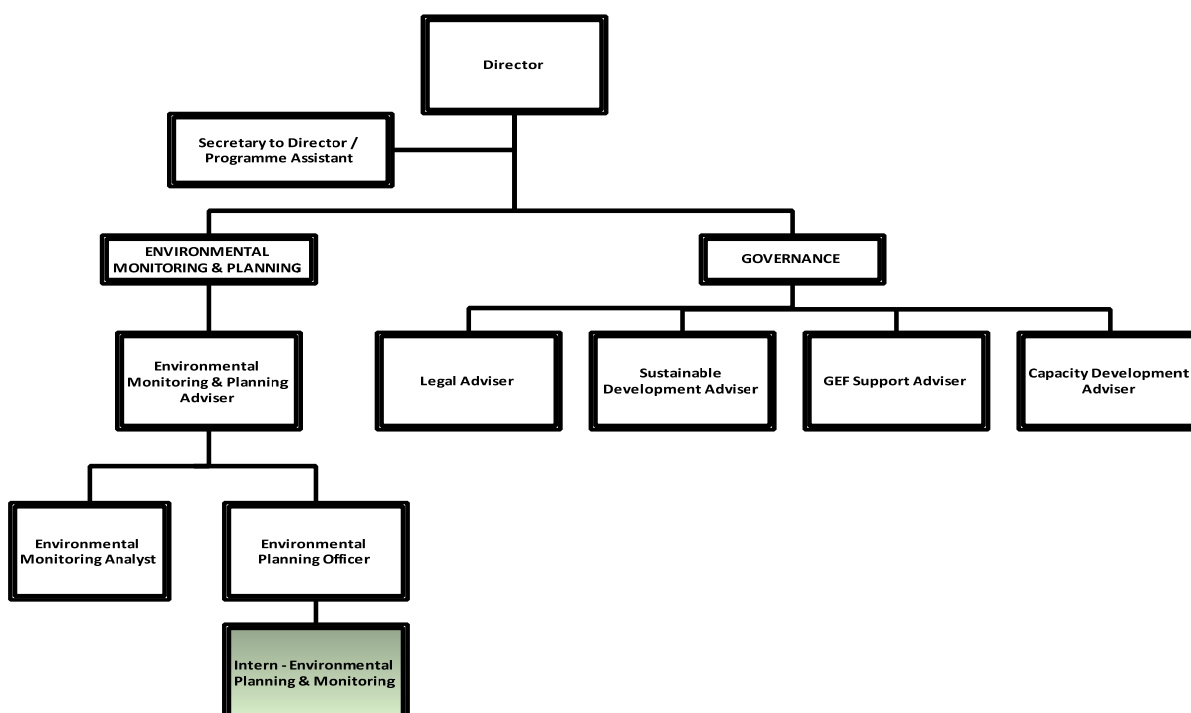 Director
Secretary to Director /
Programme Assistant
ENVIRONMENTAL
MONITORING & PLANNING
GOVERNANCE
Environmental
Monitoring & Planning
Adviser
Legal Adviser
Sustainable
Development Adviser
GEF Support Adviser
Capacity Development
Adviser
Environmental
Monitoring Analyst
Environmental
Planning Officer
Intern - Environmental
Planning & Monitoring